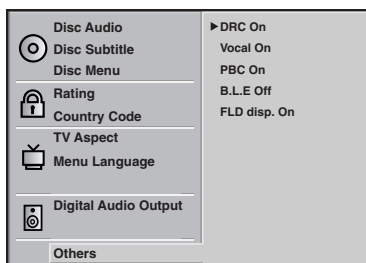 Disc Audio
Disc Subtitle
Disc Menu
Rating
Country Code
TV Aspect
Menu Language
Digital Audio Output
Others
DRC On
Vocal On
PBC On
B.L.E Off
FLD disp. On